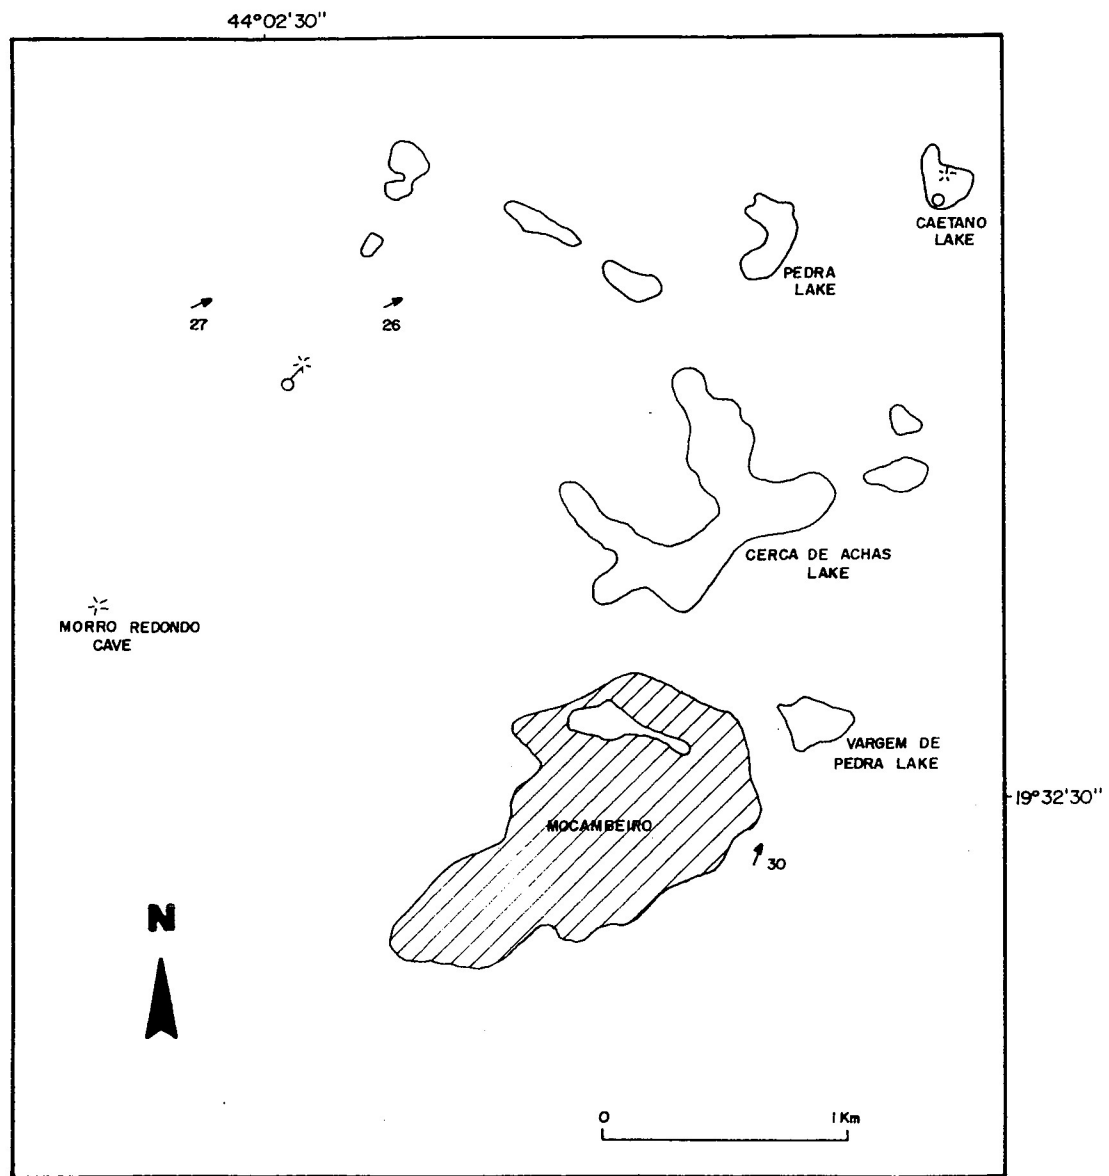 44°02'30"
CAETANO
LAKE
PEDRA
LAKE
27
26
CERCA DE ACHAS
LAKE
MORRO REDONDO
CAVE
VARGEM DE
PEDRA LAKE
19°32'30"
MOCAMBEIRO
30
N
0 1 Km